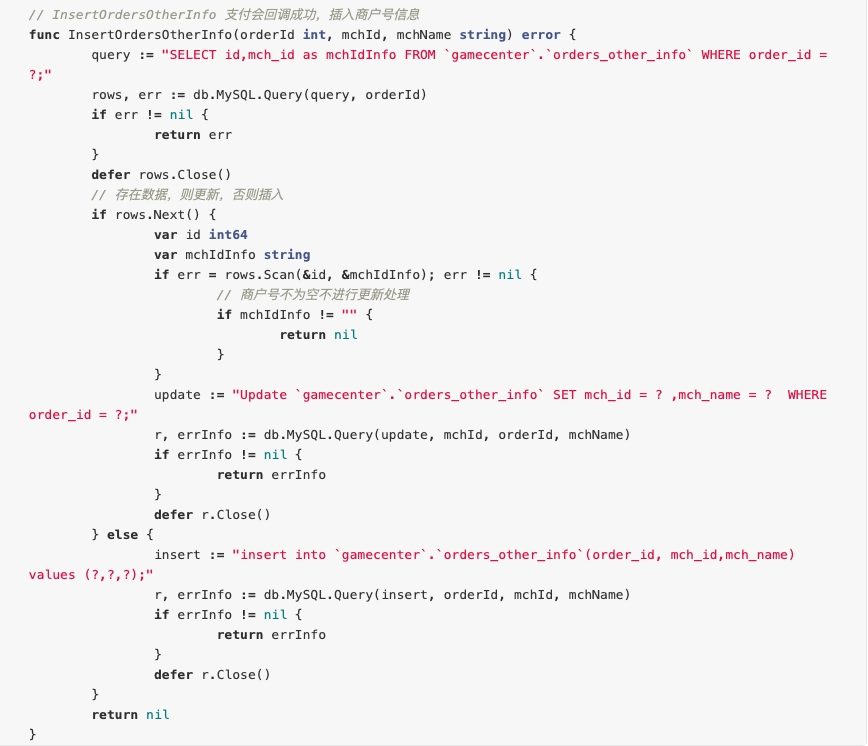 // InsertOrdersOtherInfo 支付会回调成功，插入商户号信息
func InsertOrdersOtherInfo(orderId int, mchId, mchName string) error {
        query := "SELECT id,mch_id as mchIdInfo FROM `gamecenter`.`orders_other_info` WHERE order_id =
?;"
        rows, err := db.MySQL.Query(query, orderId)
        if err != nil {
                return err
        }
        defer rows.Close()
        // 存在数据，则更新，否则插入
        if rows.Next() {
                var id int64
                var mchIdInfo string
                if err = rows.Scan(&id, &mchIdInfo); err != nil {
                        // 商户号不为空不进行更新处理
                        if mchIdInfo != "" {
                                return nil
                        }
                }
                update := "Update `gamecenter`.`orders_other_info` SET mch_id = ? ,mch_name = ?  WHERE
order_id = ?;"
                r, errInfo := db.MySQL.Query(update, mchId, orderId, mchName)
                if errInfo != nil {
                        return errInfo
                }
                defer r.Close()
        } else {
                insert := "insert into `gamecenter`.`orders_other_info`(order_id, mch_id,mch_name)
values (?,?,?);"
                r, errInfo := db.MySQL.Query(insert, orderId, mchId, mchName)
                if errInfo != nil {
                        return errInfo
                }
                defer r.Close()
        }
        return nil
}